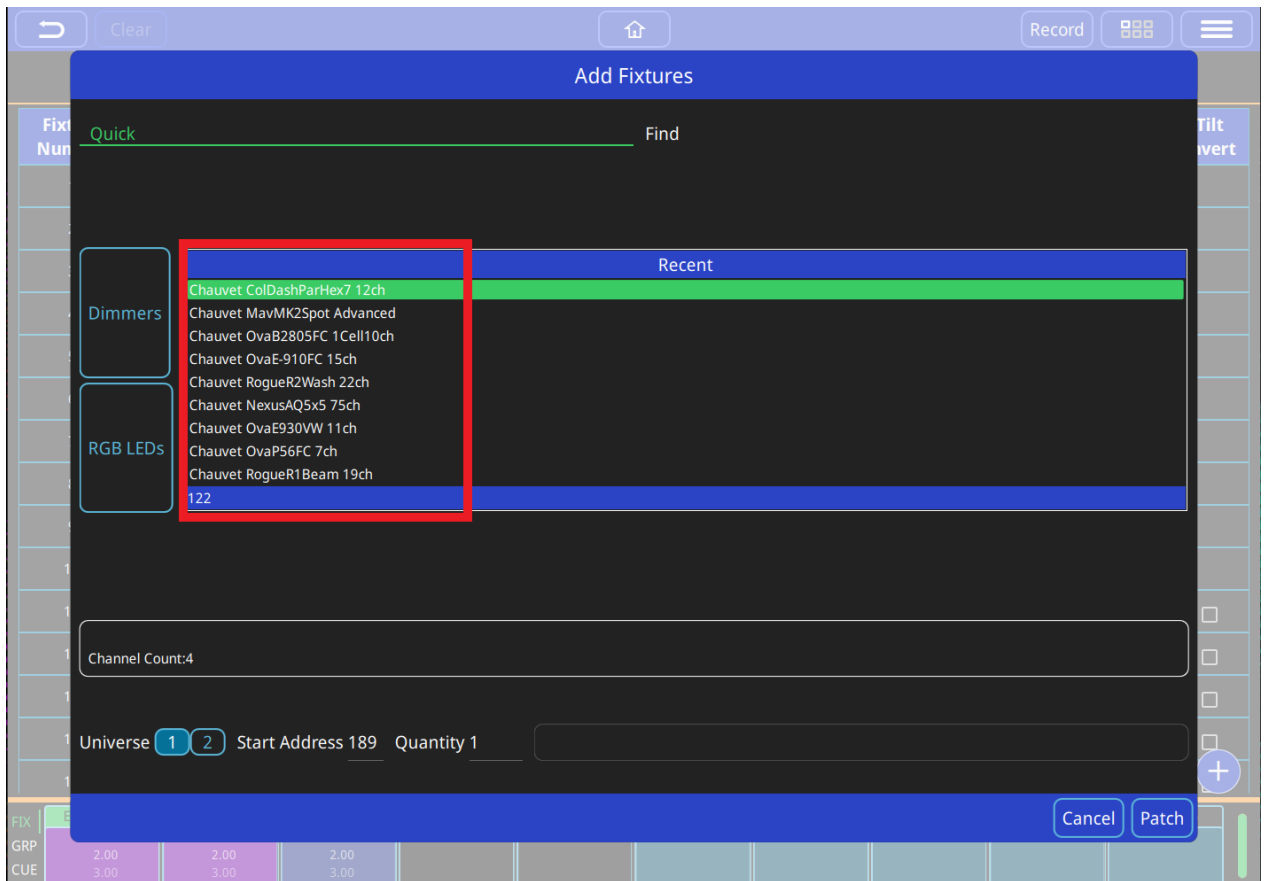 Clear Record
Add Fixtures
Quick Find
Tilt
Dimmers
RGB LEDs
Recent
Chauvet ColDashParHex7 12ch
Chauvet MavMK2Spot Advanced
Chauvet OvaB2805FC 1Cell10ch
Chauvet OvaE-910FC 15ch
Chauvet RogueR2Wash 22ch
Chauvet NexusAQ5x5 75ch
Chauvet OvaE930VW 11ch
Chauvet OvaP56FC 7ch
Chauvet RogueR1Beam 19ch
122
Channel Count:4
Universe 1 2 Start Address 189 Quantity 1
Cancel Patch
FIX
GRP 2.00 2.00 2.00
CUE 3.00 3.00 3.00